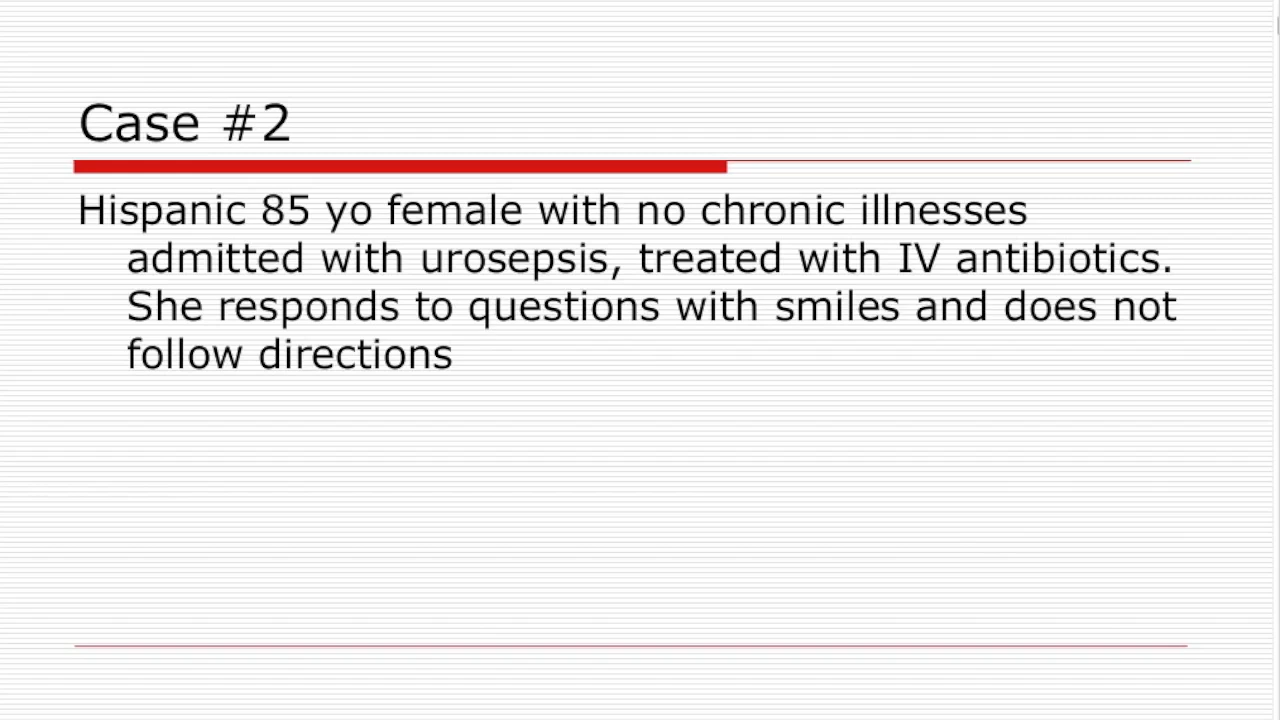 Case #2
Hispanic 85 yo female with no chronic illnesses
admitted with urosepsis, treated with IV antibiotics.
She responds to questions with smiles and does not
follow directions